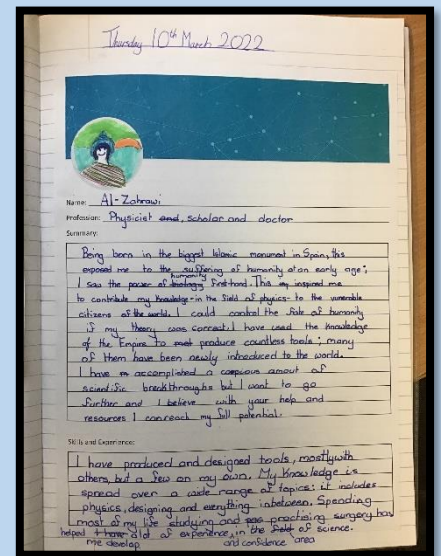 Thursday 10th March 2022
Name: Al-Zahrawi
Profession: Physicist and, scholar and doctor
Summary:
Being born in the biggest Islamic monument in Spain, this
exposed me to the suffering of humanity at an early age;
I saw the power of humanity first-hand. This inspired me
to contribute my knowledge-in the field of physics-to the vunerable
citizens of the world. I could control the fate of humanity
if my theory was correct. I have used the knowledge
of the Empire to produce countless tools; many
of them have been newly introduced to the world.
I have accomplished a copious amout of
scientific breakthroughs but I want to go
further and I believe with your help and
resources I can reach my full potential.
Skills and Experience:
I have produced and designed tools, mostly with
others, but a few on my own. My Knowledge is
spread over a wide range of topics: it includes
physics, designing and everything inbetween. Spending
most of my life studying and practising surgery has
helped me develop alot of experience and confidence in the area of science.